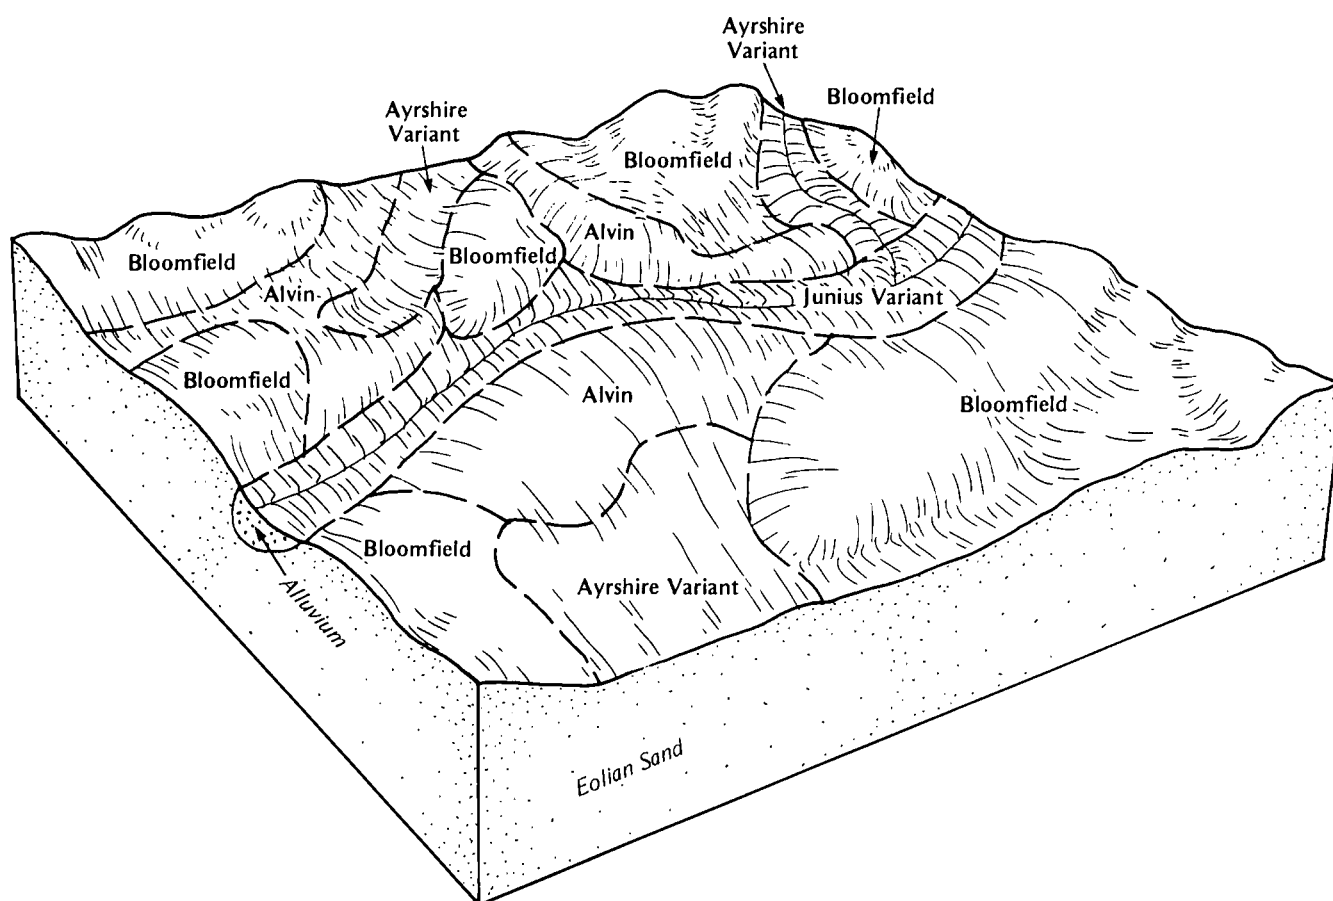 Ayrshire
Variant
Bloomfield
Ayrshire
Variant
Bloomfield
Alvin
Bloomfield
Bloomfield
Alvin
Junius Variant
Bloomfield
Alvin
Bloomfield
Bloomfield
Ayrshire Variant
Alluvium
Eolian Sand